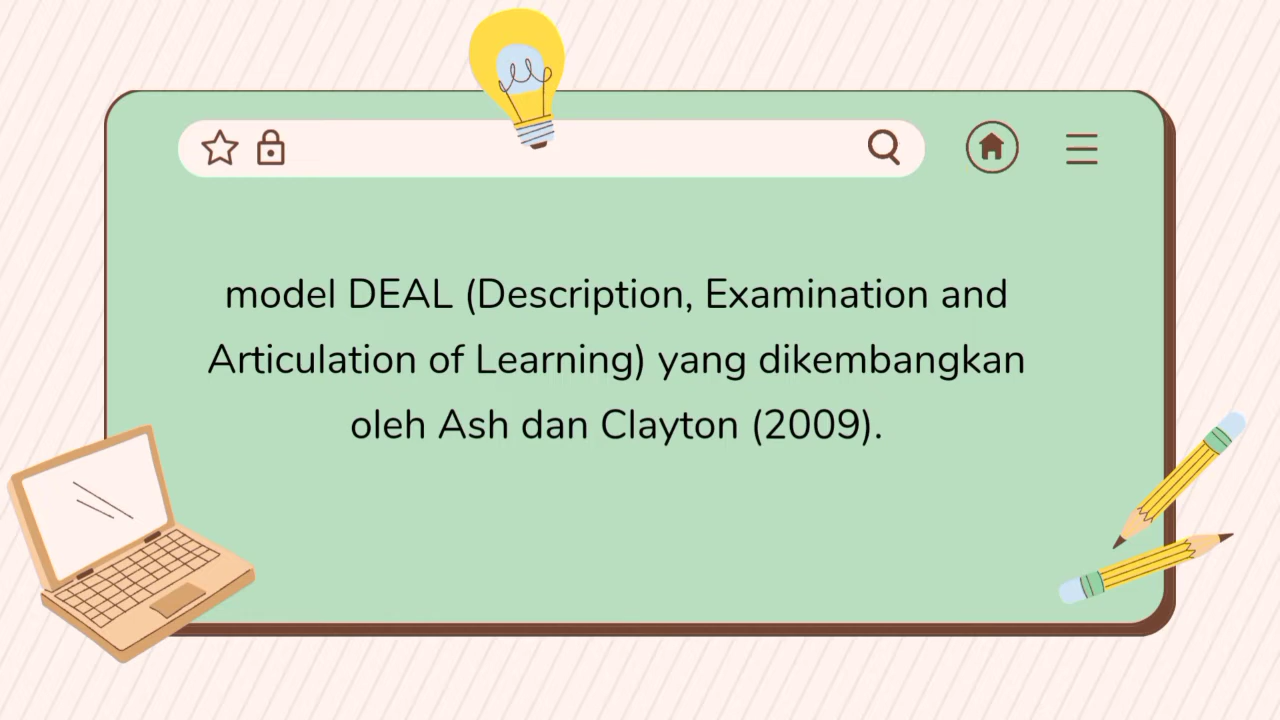 model DEAL (Description, Examination and
Articulation of Learning) yang dikembangkan
oleh Ash dan Clayton (2009).